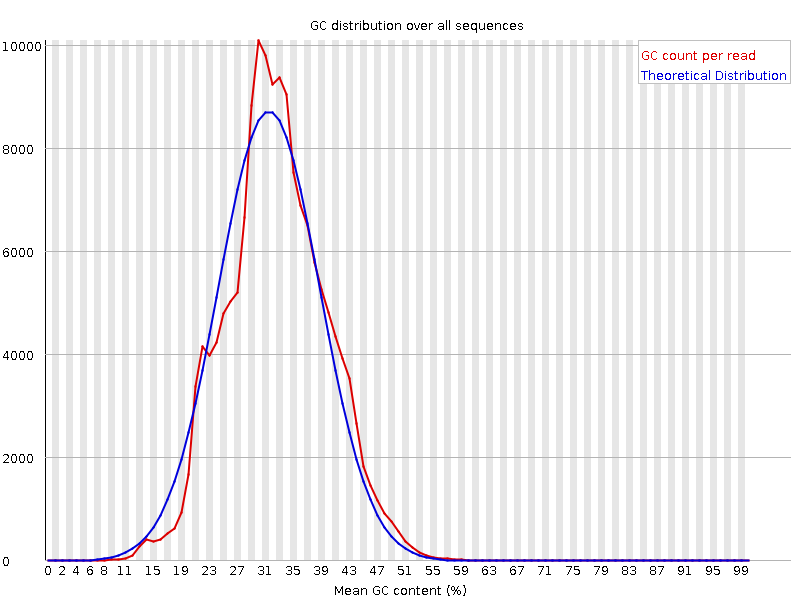 GC distribution over all sequences
GC count per read
Theoretical Distribution
10000
8000
6000
4000
2000
0
0 2 4 6 8 11 15 19 23 27 31 35 39 43 47 51 55 59 63 67 71 75 79 83 87 91 95 99
Mean GC content (%)